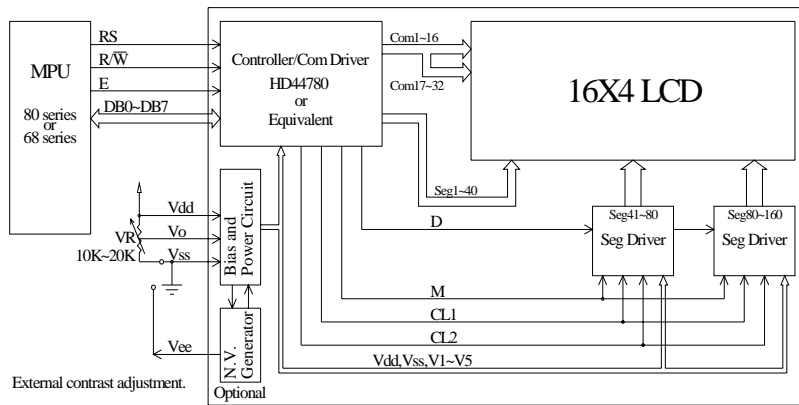 MPU
80 series
or
68 series
RS
R/W̅
E
DB0~DB7
Controller/Com Driver
HD44780
or
Equivalent
Com1~16
Com17~32
16X4 LCD
Seg1~40
D
Seg41~80
Seg Driver
Seg80~160
Seg Driver
Vdd
Vo
VR
10K~20K
Vss
Bias and
Power Circuit
M
CL1
CL2
Vdd,Vss,V1~V5
Vee
N.V.
Generator
Optional
External contrast adjustment.